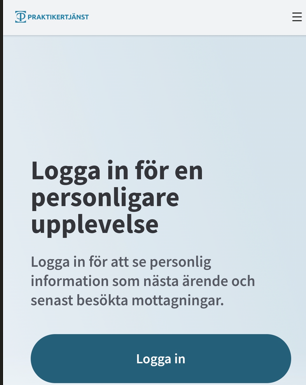 PRAKTIKERTJÄNST
Logga in för en
personligare
upplevelse
Logga in för att se personlig
information som nästa ärende och
senast besökta mottagningar.
Logga in